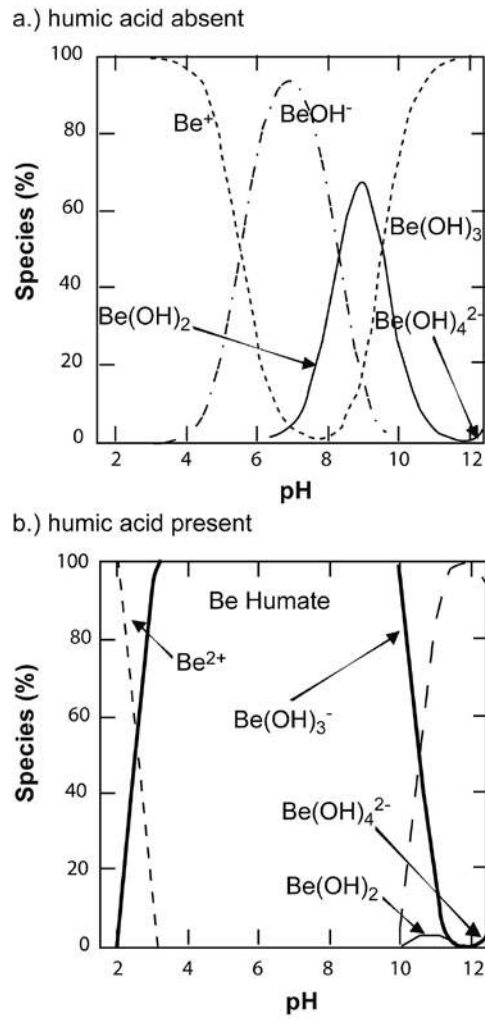 a.) humic acid absent
100
80
60
40
20
0
Species (%)
Be⁺
BeOH⁻
Be(OH)₃
Be(OH)₂
Be(OH)₄²⁻
2 4 6 8 10 12
pH
b.) humic acid present
100
80
60
40
20
0
Species (%)
Be Humate
Be²⁺
Be(OH)₃⁻
Be(OH)₄²⁻
Be(OH)₂
2 4 6 8 10 12
pH